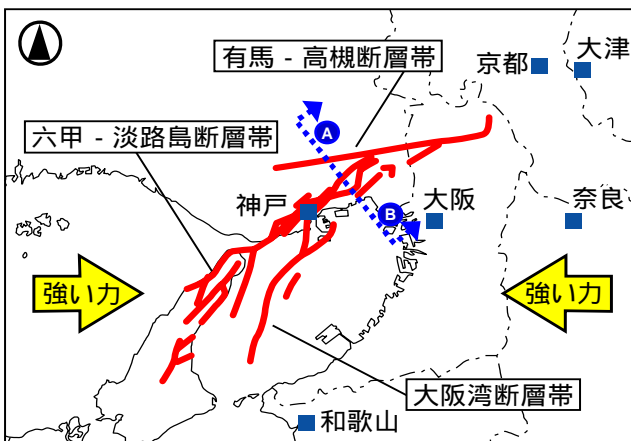 有馬 - 高槻断層帯
京都
大津
A
六甲 - 淡路島断層帯
神戸
B
大阪
奈良
強い力
強い力
大阪湾断層帯
和歌山